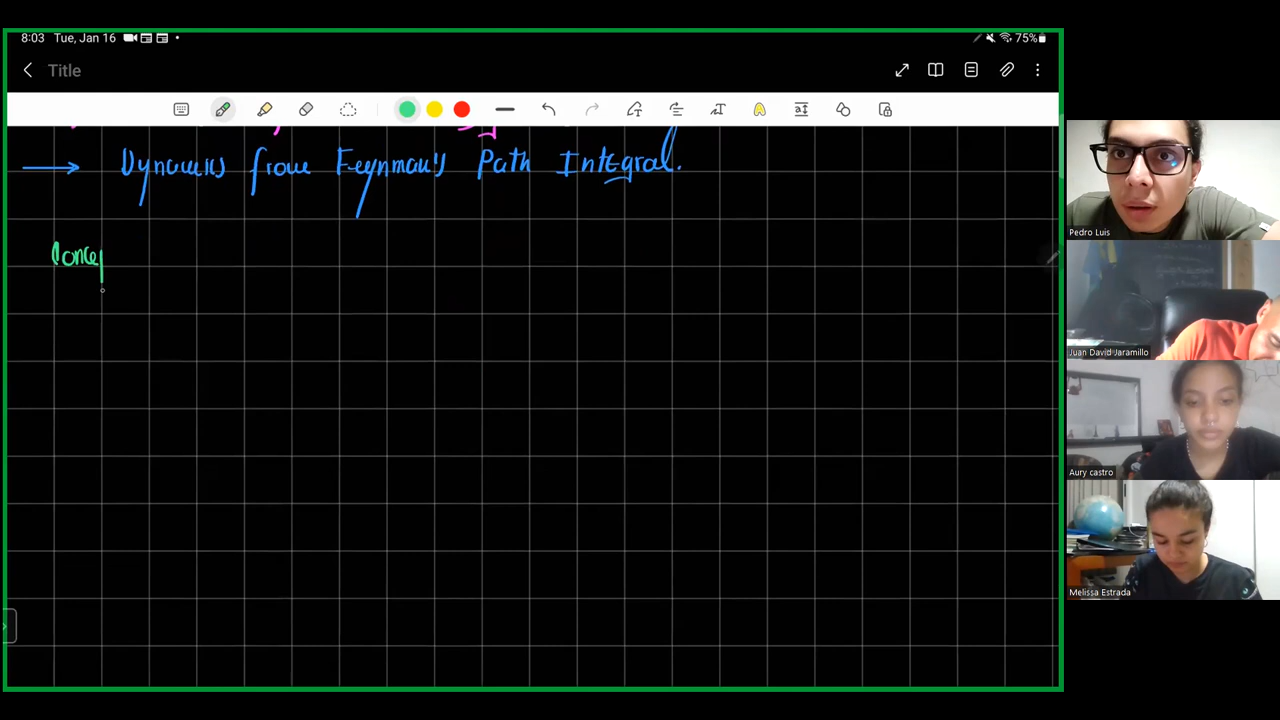 8:03 Tue, Jan 16
75%
Title
Dynamics from Feynman's Path Integral.
Concep
Pedro Luis
Juan David Jaramillo
Aury castro
Melissa Estrada